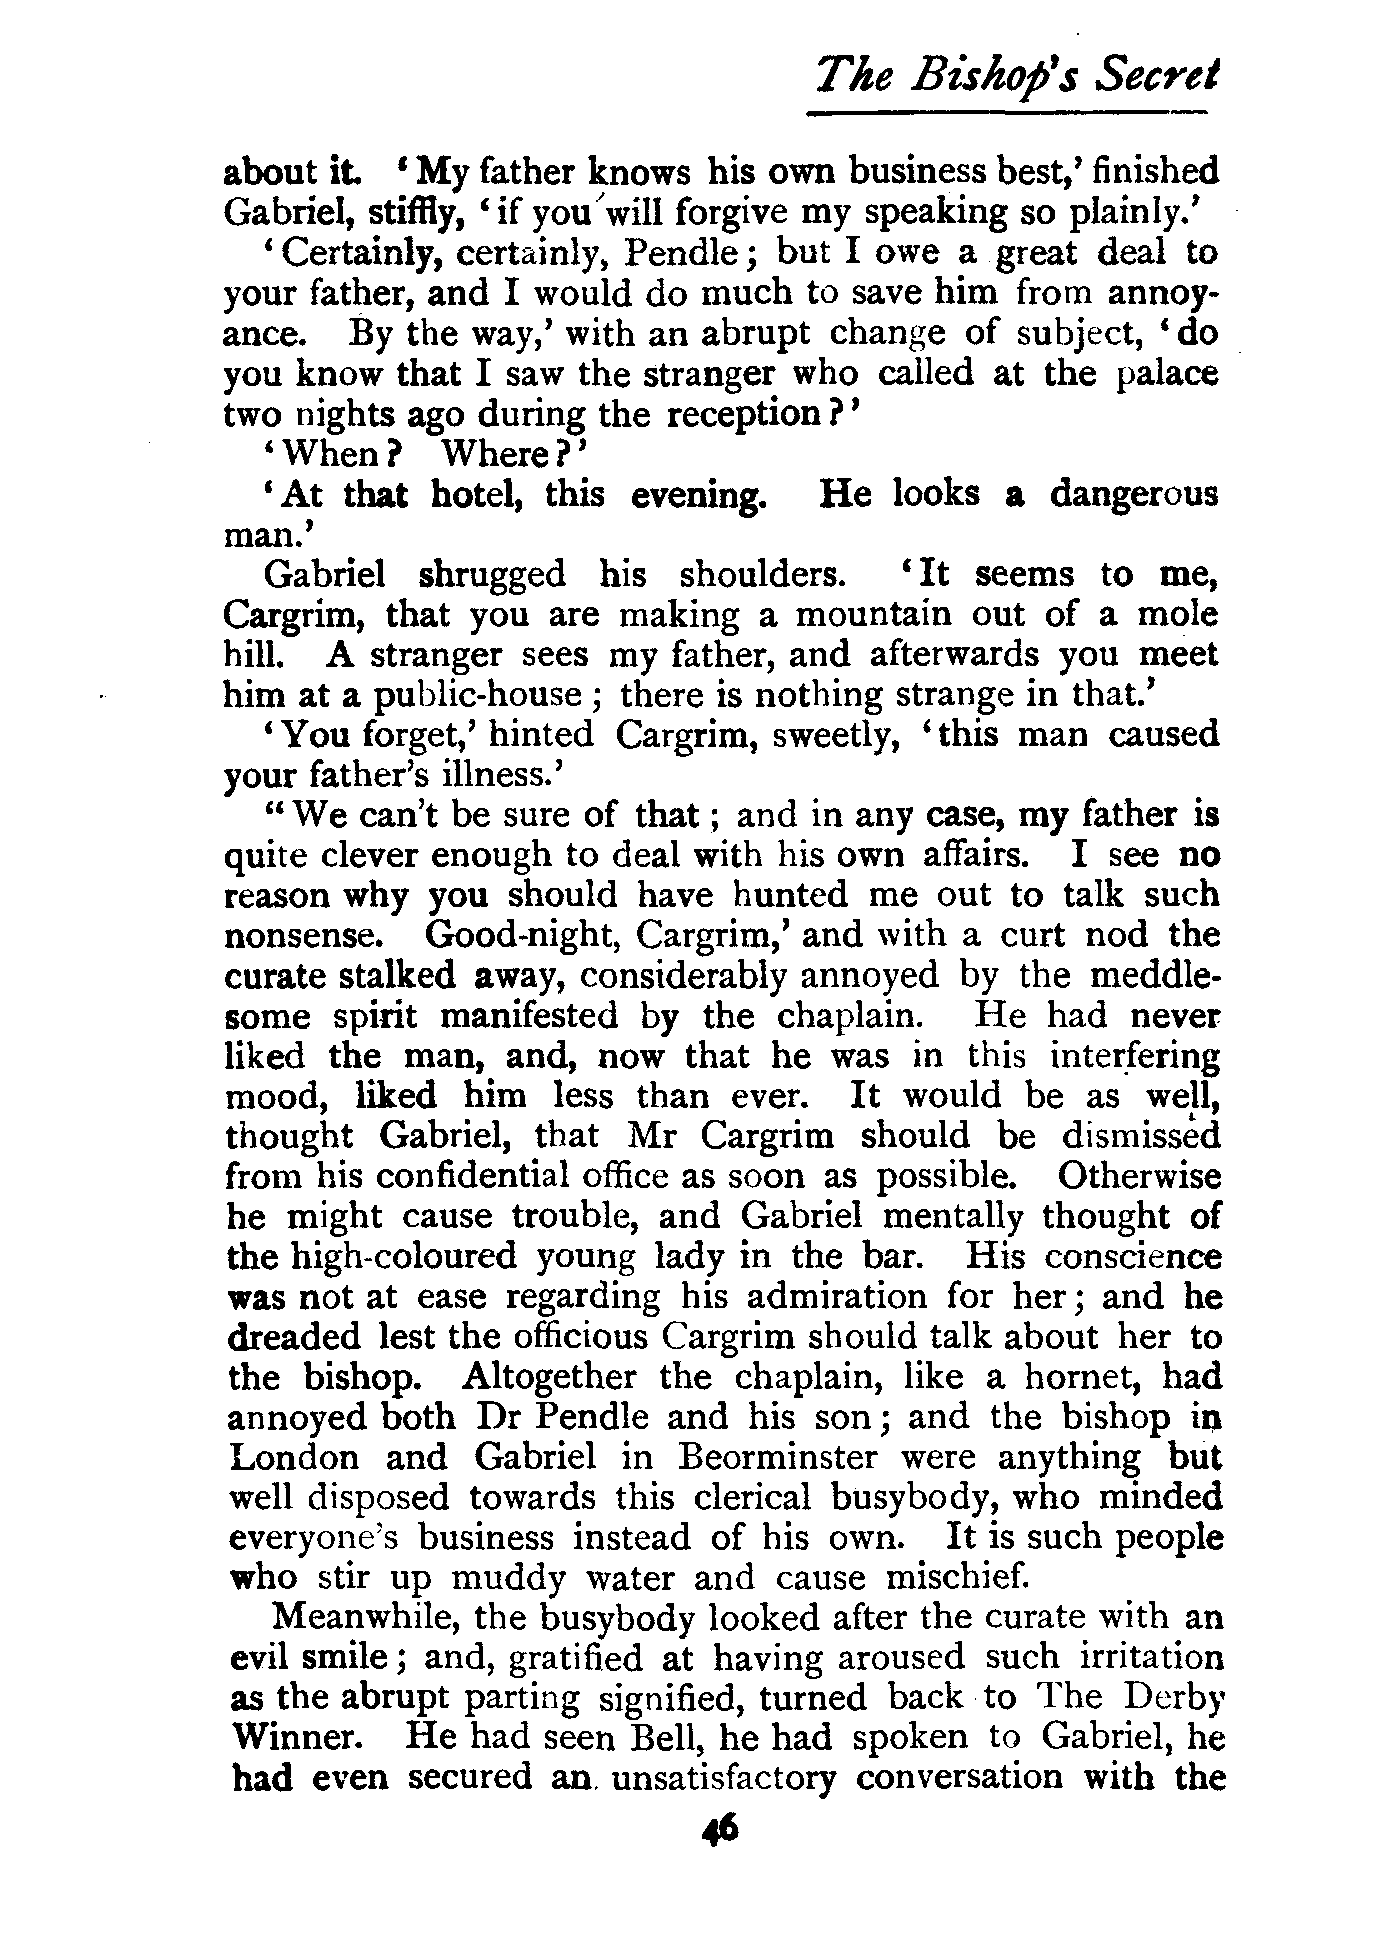 The Bishop's Secret
about it. ‘My father knows his own business best,’ finished
Gabriel, stiffly, ‘if you will forgive my speaking so plainly.’
‘Certainly, certainly, Pendle; but I owe a great deal to
your father, and I would do much to save him from annoy-
ance. By the way,’ with an abrupt change of subject, ‘do
you know that I saw the stranger who called at the palace
two nights ago during the reception?’
‘When? Where?’
‘At that hotel, this evening. He looks a dangerous
man.’
Gabriel shrugged his shoulders. ‘It seems to me,
Cargrim, that you are making a mountain out of a mole
hill. A stranger sees my father, and afterwards you meet
him at a public-house; there is nothing strange in that.’
‘You forget,’ hinted Cargrim, sweetly, ‘this man caused
your father’s illness.’
“We can’t be sure of that; and in any case, my father is
quite clever enough to deal with his own affairs. I see no
reason why you should have hunted me out to talk such
nonsense. Good-night, Cargrim,’ and with a curt nod the
curate stalked away, considerably annoyed by the meddle-
some spirit manifested by the chaplain. He had never
liked the man, and, now that he was in this interfering
mood, liked him less than ever. It would be as well,
thought Gabriel, that Mr Cargrim should be dismissed
from his confidential office as soon as possible. Otherwise
he might cause trouble, and Gabriel mentally thought of
the high-coloured young lady in the bar. His conscience
was not at ease regarding his admiration for her; and he
dreaded lest the officious Cargrim should talk about her to
the bishop. Altogether the chaplain, like a hornet, had
annoyed both Dr Pendle and his son; and the bishop in
London and Gabriel in Beorminster were anything but
well disposed towards this clerical busybody, who minded
everyone’s business instead of his own. It is such people
who stir up muddy water and cause mischief.
Meanwhile, the busybody looked after the curate with an
evil smile; and, gratified at having aroused such irritation
as the abrupt parting signified, turned back to The Derby
Winner. He had seen Bell, he had spoken to Gabriel, he
had even secured an unsatisfactory conversation with the
46